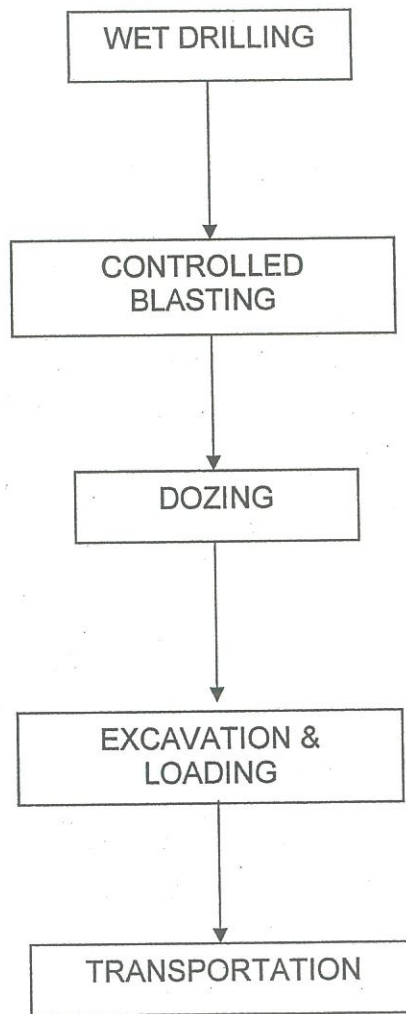 WET DRILLING
CONTROLLED
BLASTING
DOZING
EXCAVATION &
LOADING
TRANSPORTATION